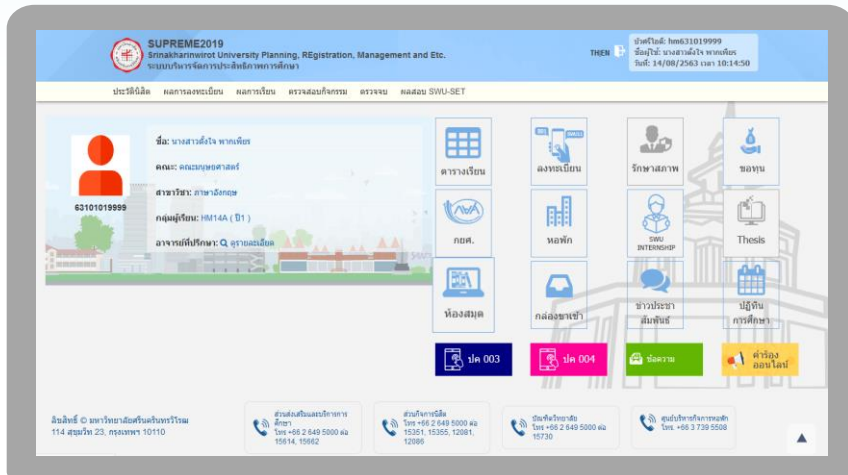 SUPREME2019
Srinakharinwirot University Planning, REgistration, Management and Etc.
ระบบบริหารจัดการประสิทธิภาพการศึกษา
TH|EN
บัวศรีไอดี: hm631019999
ชื่อผู้ใช้: นางสาวตั้งใจ พากเพียร
วันที่: 14/08/2563 เวลา 10:14:50
ประวัตินิสิต ผลการลงทะเบียน ผลการเรียน ตรวจสอบกิจกรรม ตรวจจบ ผลสอบ SWU-SET
63101019999
ชื่อ: นางสาวตั้งใจ พากเพียร
คณะ: คณะมนุษยศาสตร์
สาขาวิชา: ภาษาอังกฤษ
กลุ่มผู้เรียน: HM14A ( ปี1 )
อาจารย์ที่ปรึกษา: ดูรายละเอียด
ตารางเรียน
ลงทะเบียน
รักษาสภาพ
ขอทุน
กยศ.
หอพัก
SWU
INTERNSHIP
Thesis
ห้องสมุด
กล่องขาเข้า
ข่าวประชา
สัมพันธ์
ปฏิทิน
การศึกษา
ปค 003
ปค 004
ข้อความ
คำร้อง
ออนไลน์
ลิขสิทธิ์ © มหาวิทยาลัยศรีนครินทรวิโรฒ
114 สุขุมวิท 23, กรุงเทพฯ 10110
ส่วนส่งเสริมและบริการการ
ศึกษา
โทร +66 2 649 5000 ต่อ
15614, 15662
ส่วนกิจการนิสิต
โทร +66 2 649 5000 ต่อ
15351, 15355, 12081,
12086
บัณฑิตวิทยาลัย
โทร +66 2 649 5000 ต่อ
15730
ศูนย์บริหารกิจการหอพัก
โทร. +66 3 739 5508